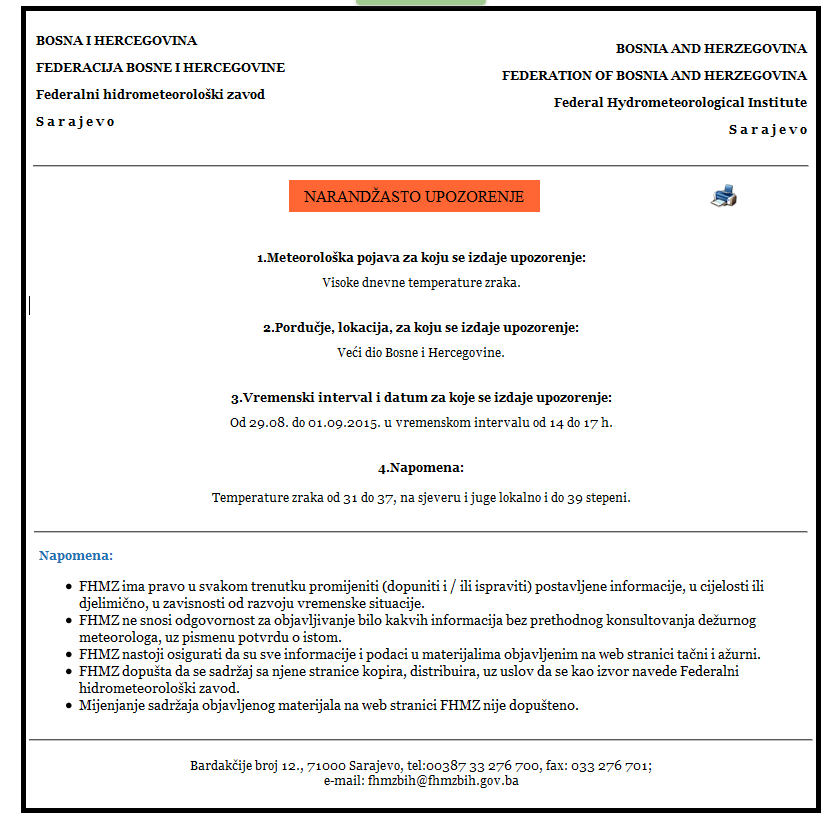 BOSNA I HERCEGOVINA
FEDERACIJA BOSNE I HERCEGOVINE
Federalni hidrometeorološki zavod
S a r a j e v o
BOSNIA AND HERZEGOVINA
FEDERATION OF BOSNIA AND HERZEGOVINA
Federal Hydrometeorological Institute
S a r a j e v o
NARANDŽASTO UPOZORENJE
1.Meteorološka pojava za koju se izdaje upozorenje:
Visoke dnevne temperature zraka.
2.Pordučje, lokacija, za koju se izdaje upozorenje:
Veći dio Bosne i Hercegovine.
3.Vremenski interval i datum za koje se izdaje upozorenje:
Od 29.08. do 01.09.2015. u vremenskom intervalu od 14 do 17 h.
4.Napomena:
Temperature zraka od 31 do 37, na sjeveru i juge lokalno i do 39 stepeni.
Napomena:
• FHMZ ima pravo u svakom trenutku promijeniti (dopuniti i / ili ispraviti) postavljene informacije, u cijelosti ili
djelimično, u zavisnosti od razvoju vremenske situacije.
• FHMZ ne snosi odgovornost za objavljivanje bilo kakvih informacija bez prethodnog konsultovanja dežurnog
meteorologa, uz pismenu potvrdu o istom.
• FHMZ nastoji osigurati da su sve informacije i podaci u materijalima objavljenim na web stranici tačni i ažurni.
• FHMZ dopušta da se sadržaj sa njene stranice kopira, distribuira, uz uslov da se kao izvor navede Federalni
hidrometeorološki zavod.
• Mijenjanje sadržaja objavljenog materijala na web stranici FHMZ nije dopušteno.
Bardakčije broj 12., 71000 Sarajevo, tel:00387 33 276 700, fax: 033 276 701;
e-mail: fhmzbih@fhmzbih.gov.ba